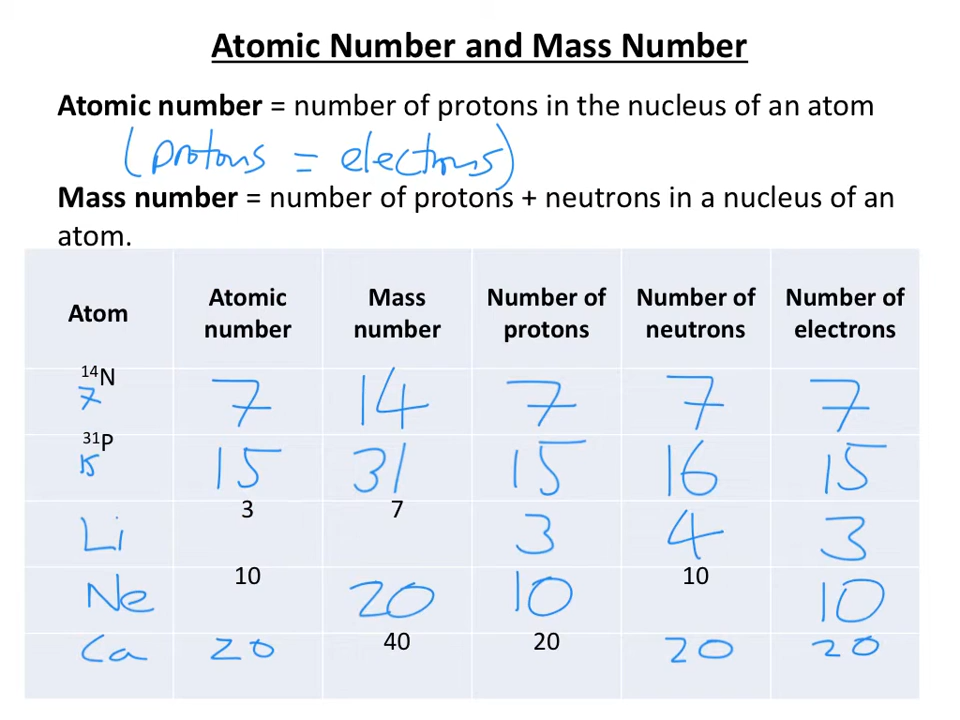 Atomic Number and Mass Number
Atomic number = number of protons in the nucleus of an atom
(protons = electrons)
Mass number = number of protons + neutrons in a nucleus of an
atom.
Atom | Atomic number | Mass number | Number of protons | Number of neutrons | Number of electrons
14 7 N | 7 | 14 | 7 | 7 | 7
31 15 P | 15 | 31 | 15 | 16 | 15
Li | 3 | 7 | 3 | 4 | 3
Ne | 10 | 20 | 10 | 10 | 10
Ca | 20 | 40 | 20 | 20 | 20